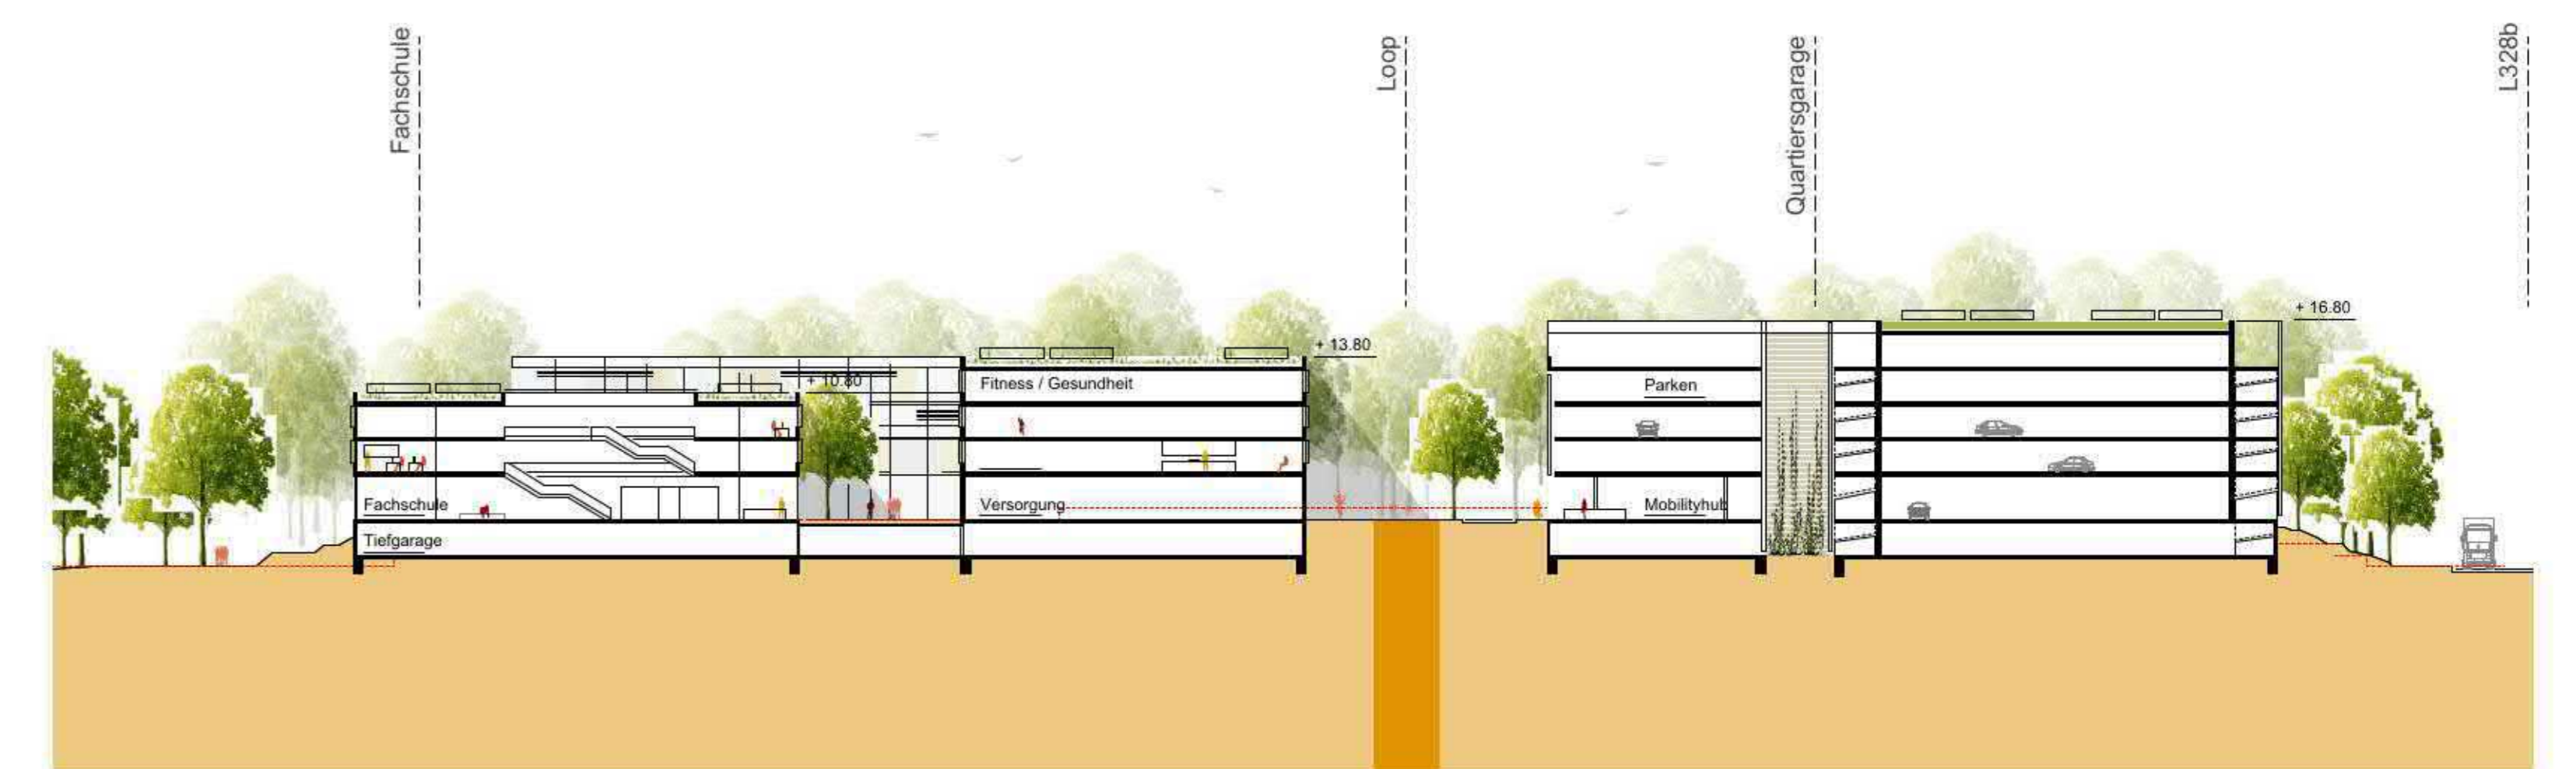 Fachschule
Loop
Quartiersgarage
L328b
+ 16.80
+ 13.80
+ 10.80
Fitness / Gesundheit
Parken
Fachschule
Versorgung
Mobilityhub
Tiefgarage